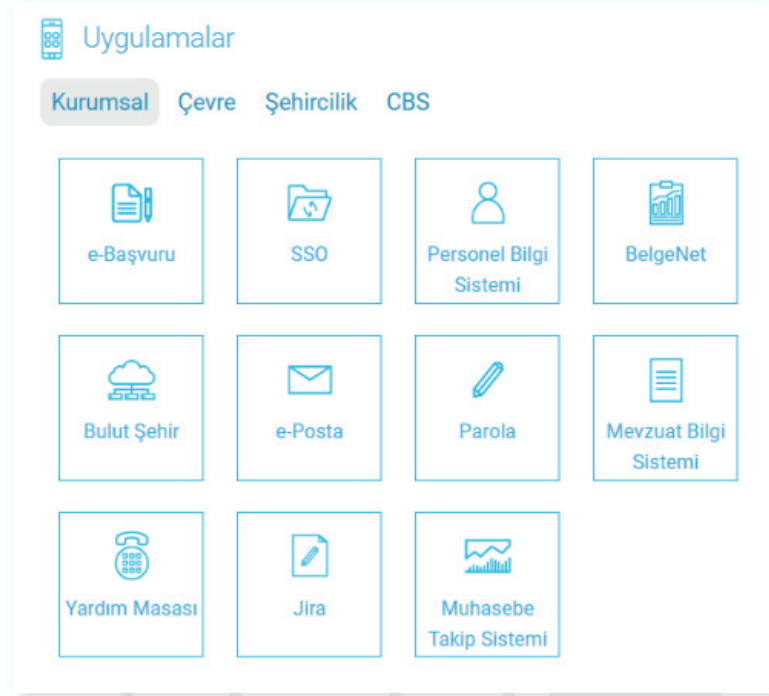 Uygulamalar
Kurumsal Çevre Şehircilik CBS
e-Başvuru SSO Personel Bilgi BelgeNet
Sistemi
Bulut Şehir e-Posta Parola Mevzuat Bilgi
Sistemi
Yardım Masası Jira Muhasebe
Takip Sistemi